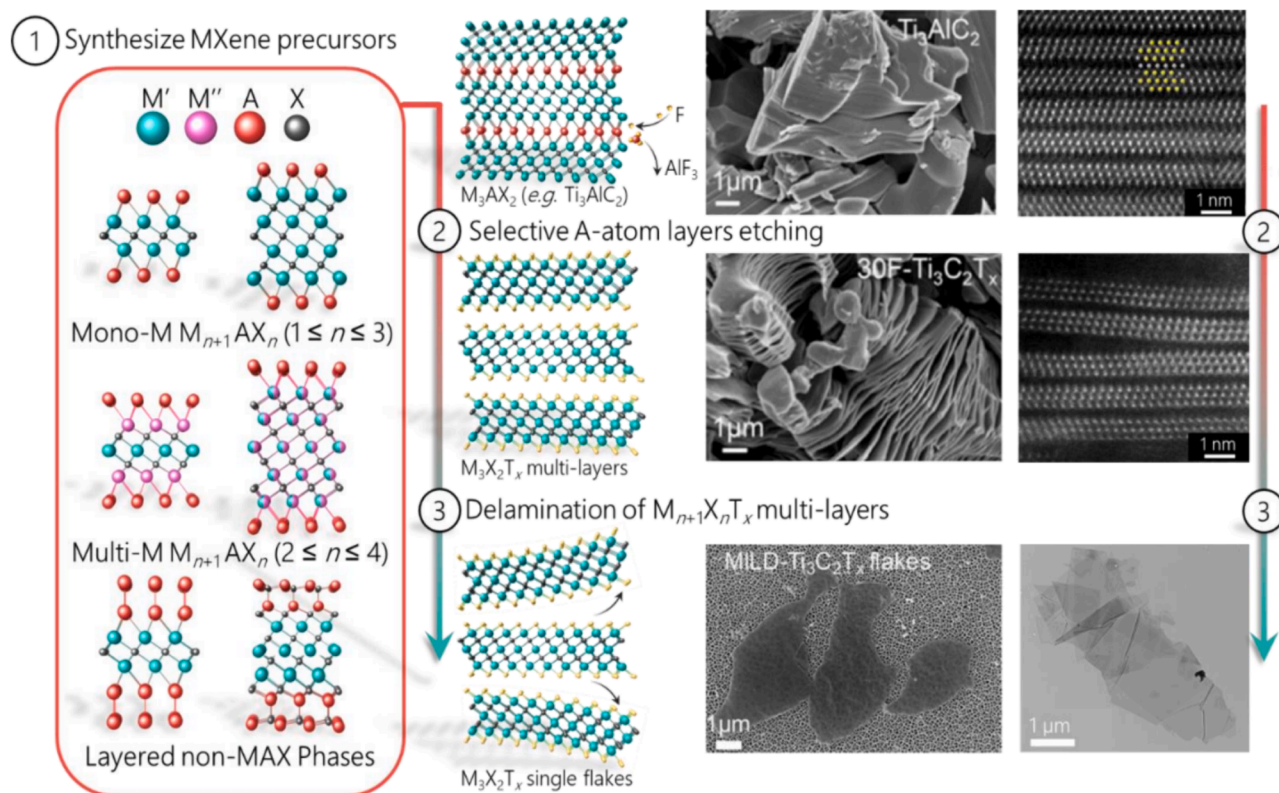 1 Synthesize MXene precursors
M′ M″ A X
Mono-M Mₙ₊₁AXₙ (1 ≤ n ≤ 3)
Multi-M Mₙ₊₁AXₙ (2 ≤ n ≤ 4)
Layered non-MAX Phases
F
AlF₃
M₃AX₂ (e.g. Ti₃AlC₂)
Ti₃AlC₂
1μm
1 nm
2 Selective A-atom layers etching
2
M₃X₂Tₓ multi-layers
30F-Ti₃C₂Tₓ
1μm
1 nm
3 Delamination of Mₙ₊₁XₙTₓ multi-layers
3
M₃X₂Tₓ single flakes
MILD-Ti₃C₂Tₓ flakes
1μm
1 μm